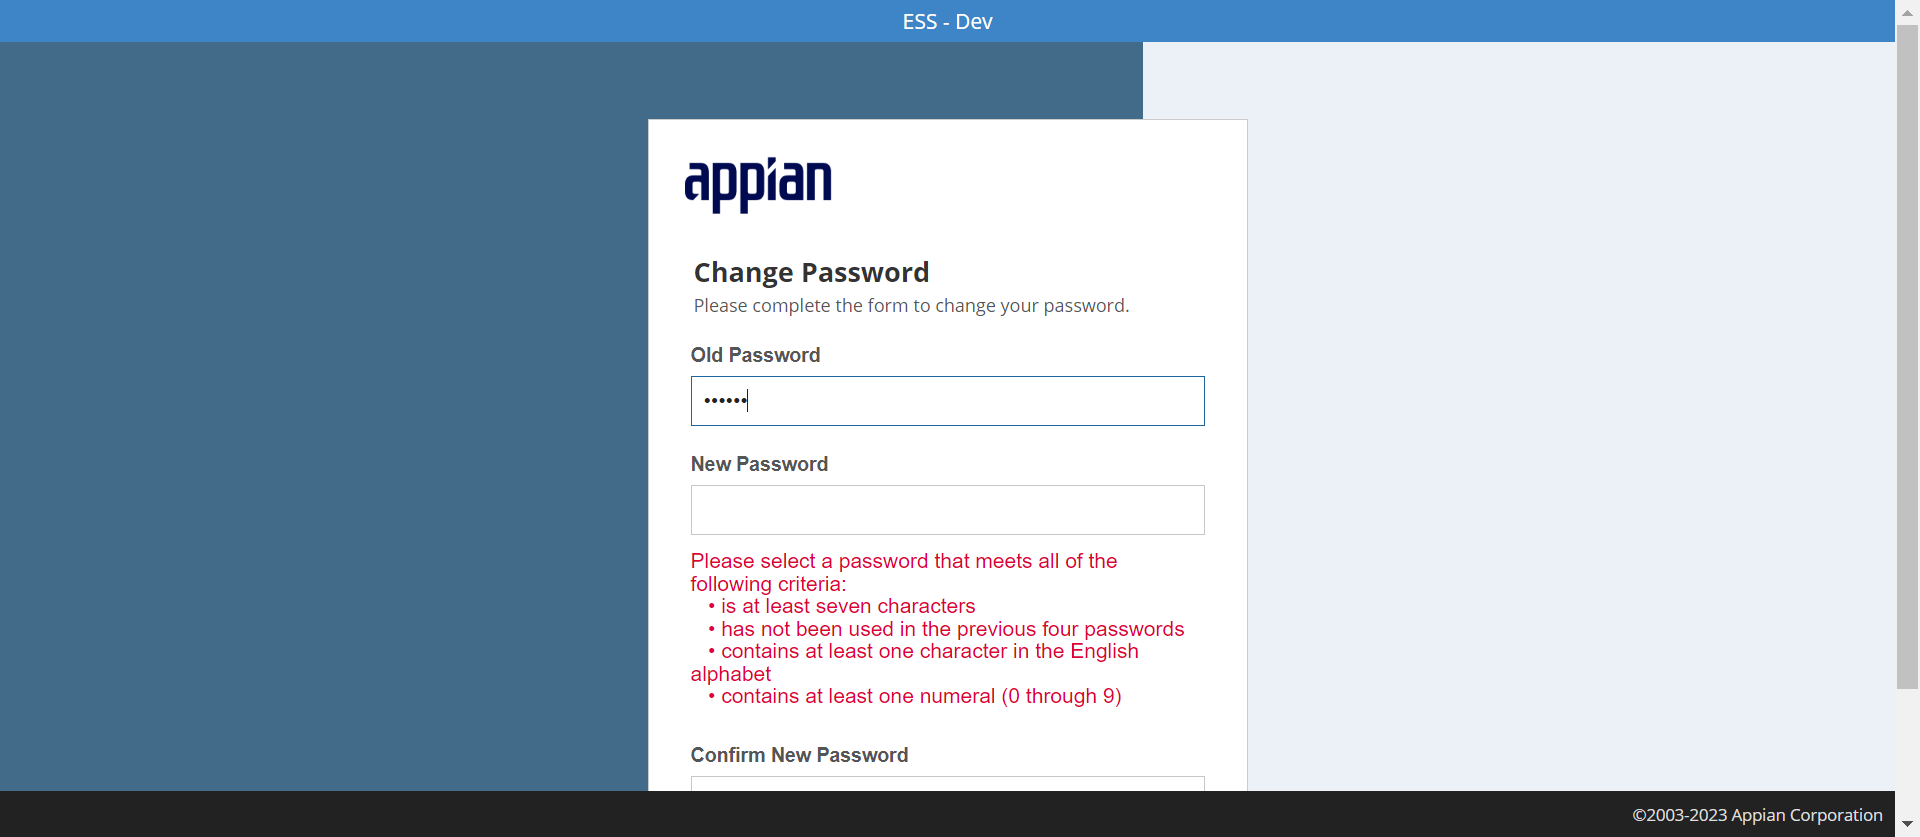 ESS - Dev
appian
Change Password
Please complete the form to change your password.
Old Password
••••••
New Password
Please select a password that meets all of the
following criteria:
• is at least seven characters
• has not been used in the previous four passwords
• contains at least one character in the English
alphabet
• contains at least one numeral (0 through 9)
Confirm New Password
©2003-2023 Appian Corporation